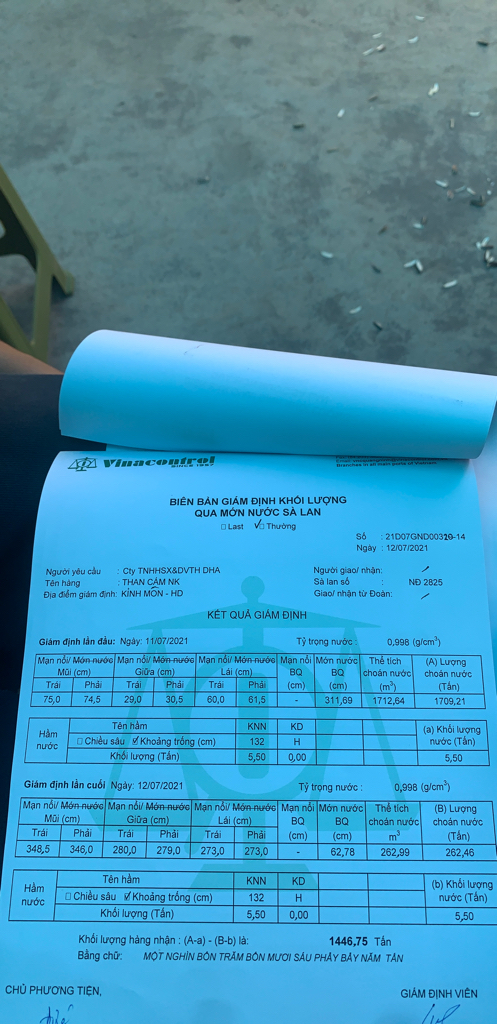 Vinacontrol
SINCE 1957
Branches in all main ports of Vietnam
BIÊN BẢN GIÁM ĐỊNH KHỐI LƯỢNG
QUA MỚN NƯỚC SÀ LAN
□ Last ☑ Thường
Số : 21D07GND00310-14
Ngày : 12/07/2021
Người yêu cầu : Cty TNHHSX&DVTH DHA Người giao/ nhận:
Tên hàng : THAN CÁM NK Sà lan số : NĐ 2825
Địa điểm giám định: KINH MÔN - HD Giao/ nhận từ Đoàn:
KẾT QUẢ GIÁM ĐỊNH
Giám định lần đầu: Ngày: 11/07/2021 Tỷ trọng nước : 0,998 (g/cm³)
Mạn nổi/ Mớn nước Mũi (cm) Mạn nổi/ Mớn nước Giữa (cm) Mạn nổi/ Mớn nước Lái (cm) Mạn nổi BQ (cm) Mớn nước BQ (cm) Thể tích choán nước (m³) (A) Lượng choán nước (Tấn)
Trái Phải Trái Phải Trái Phải
75,0 74,5 29,0 30,5 60,0 61,5 - 311,69 1712,64 1709,21
Hầm nước Tên hầm KNN KD (a) Khối lượng nước (Tấn)
□ Chiều sâu ☑ Khoảng trống (cm) 132 H
Khối lượng (Tấn) 5,50 0,00 5,50
Giám định lần cuối Ngày: 12/07/2021 Tỷ trọng nước : 0,998 (g/cm³)
Mạn nổi/ Mớn nước Mũi (cm) Mạn nổi/ Mớn nước Giữa (cm) Mạn nổi/ Mớn nước Lái (cm) Mạn nổi BQ (cm) Mớn nước BQ (cm) Thể tích choán nước m³ (B) Lượng choán nước (Tấn)
Trái Phải Trái Phải Trái Phải
348,5 346,0 280,0 279,0 273,0 273,0 - 62,78 262,99 262,46
Hầm nước Tên hầm KNN KD (b) Khối lượng nước (Tấn)
□ Chiều sâu ☑ Khoảng trống (cm) 132 H
Khối lượng (Tấn) 5,50 0,00 5,50
Khối lượng hàng nhận : (A-a) - (B-b) là: 1446,75 Tấn
Bằng chữ: MỘT NGHÌN BỐN TRĂM BỐN MƯƠI SÁU PHẨY BẢY NĂM TẤN
CHỦ PHƯƠNG TIỆN, GIÁM ĐỊNH VIÊN